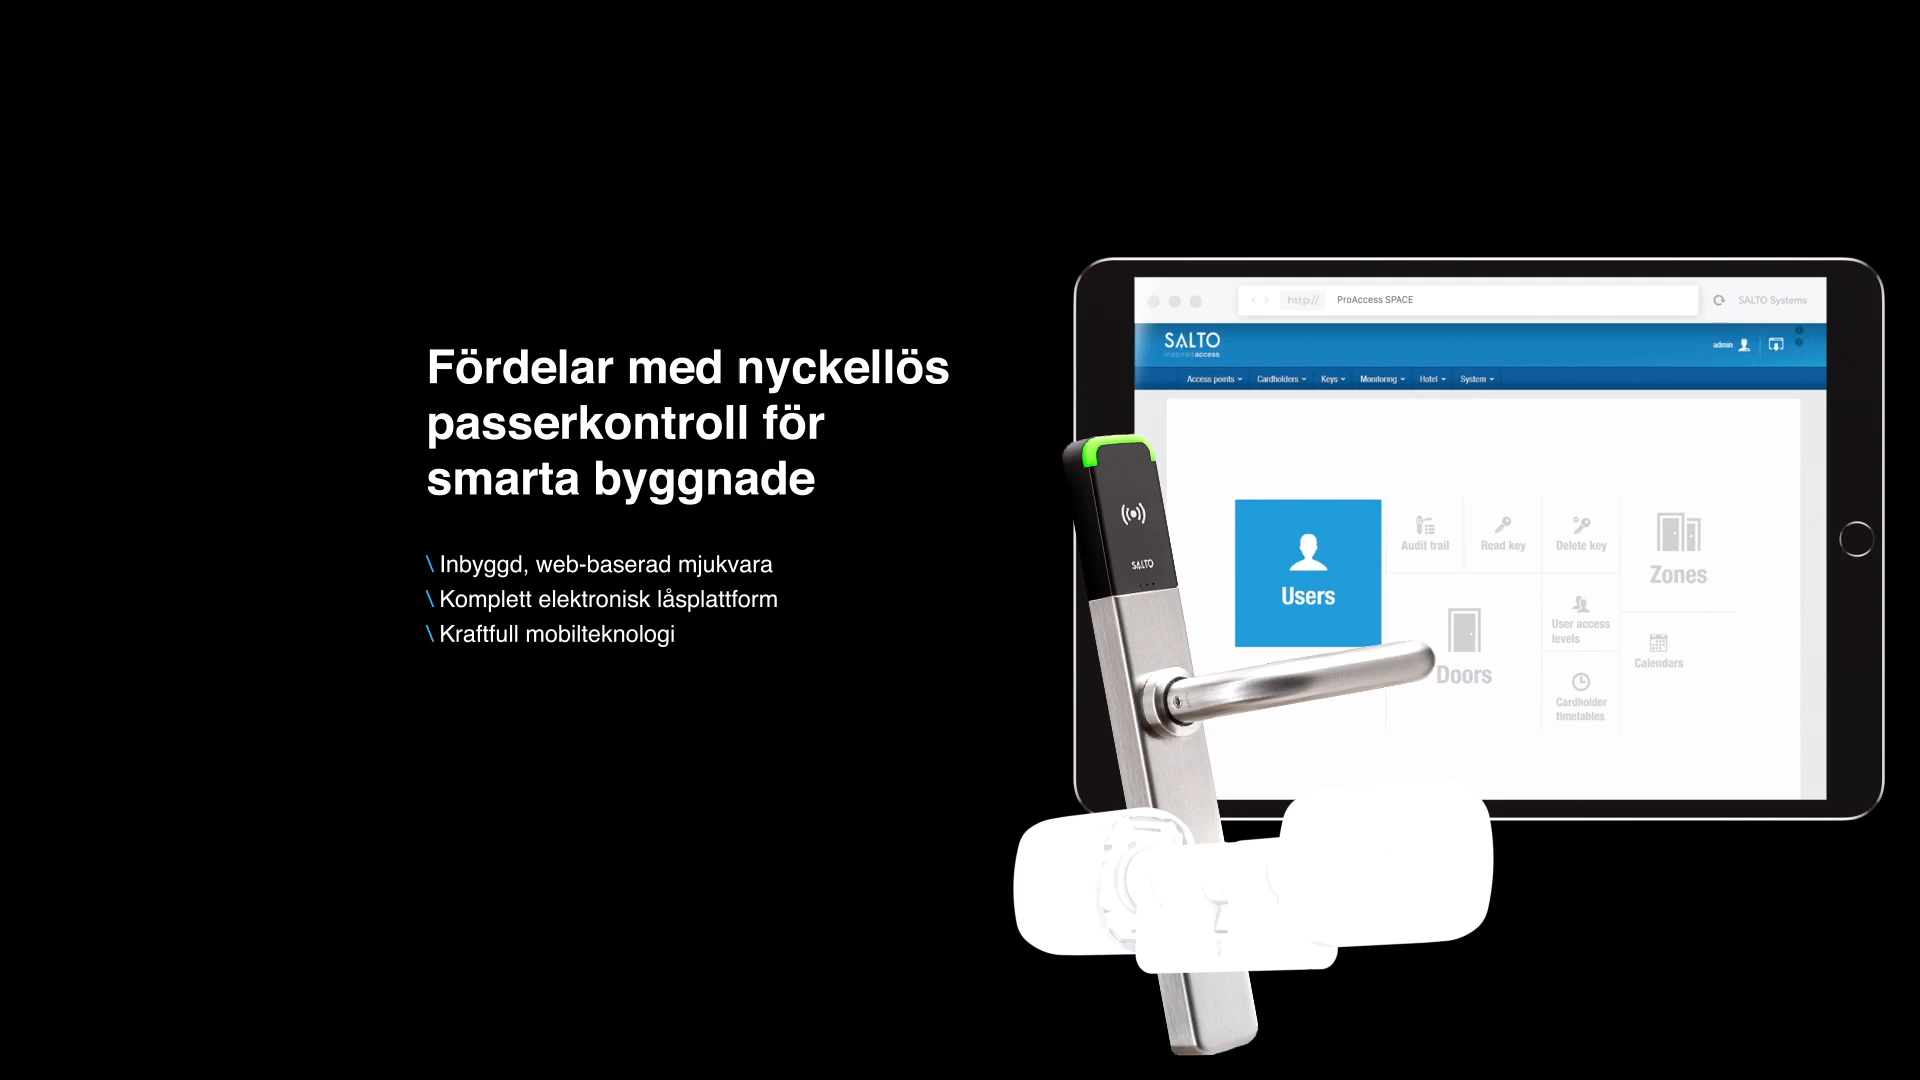 Fördelar med nyckellös
passerkontroll för
smarta byggnade
\ Inbyggd, web-baserad mjukvara
\ Komplett elektronisk låsplattform
\ Kraftfull mobilteknologi
http:// ProAccess SPACE SALTO Systems
SALTO
inspiredaccess
admin
Access points Cardholders Keys Monitoring Hotel System
Users
Audit trail
Read key
Delete key
Zones
Doors
User access
levels
Calendars
Cardholder
timetables
SALTO